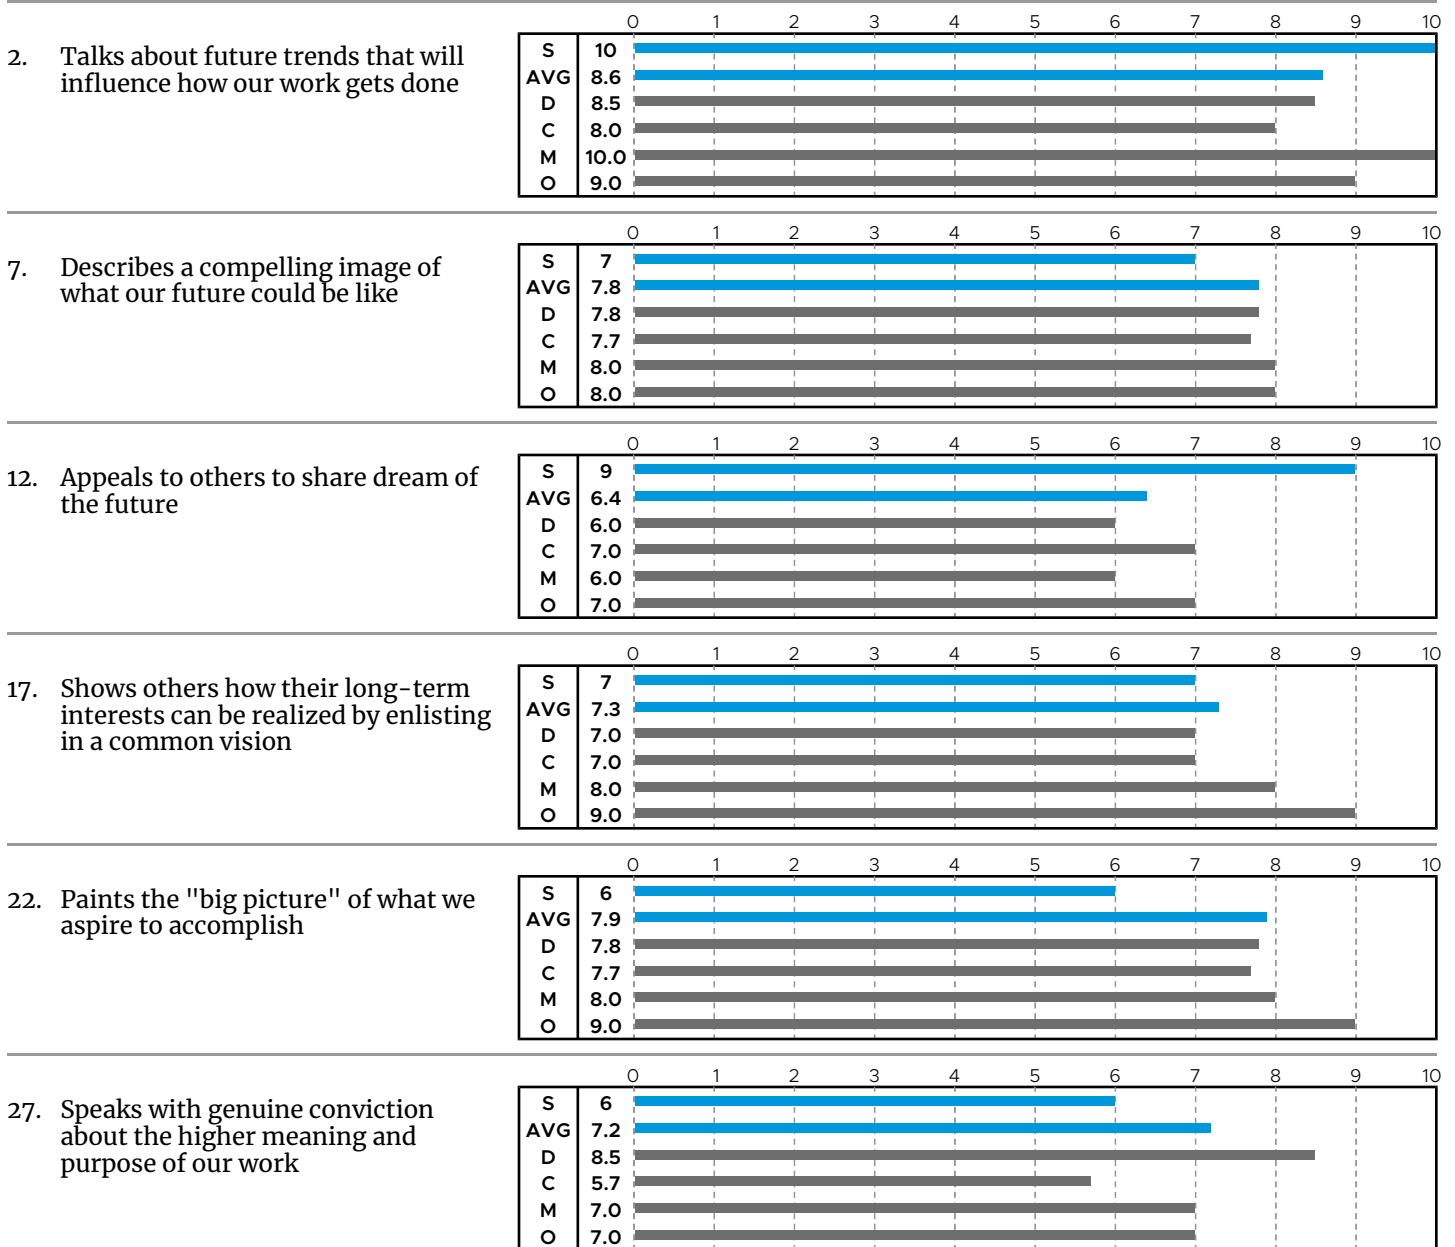 0 1 2 3 4 5 6 7 8 9 10
2. Talks about future trends that will
influence how our work gets done
S 10
AVG 8.6
D 8.5
C 8.0
M 10.0
O 9.0
0 1 2 3 4 5 6 7 8 9 10
7. Describes a compelling image of
what our future could be like
S 7
AVG 7.8
D 7.8
C 7.7
M 8.0
O 8.0
0 1 2 3 4 5 6 7 8 9 10
12. Appeals to others to share dream of
the future
S 9
AVG 6.4
D 6.0
C 7.0
M 6.0
O 7.0
0 1 2 3 4 5 6 7 8 9 10
17. Shows others how their long-term
interests can be realized by enlisting
in a common vision
S 7
AVG 7.3
D 7.0
C 7.0
M 8.0
O 9.0
0 1 2 3 4 5 6 7 8 9 10
22. Paints the "big picture" of what we
aspire to accomplish
S 6
AVG 7.9
D 7.8
C 7.7
M 8.0
O 9.0
0 1 2 3 4 5 6 7 8 9 10
27. Speaks with genuine conviction
about the higher meaning and
purpose of our work
S 6
AVG 7.2
D 8.5
C 5.7
M 7.0
O 7.0